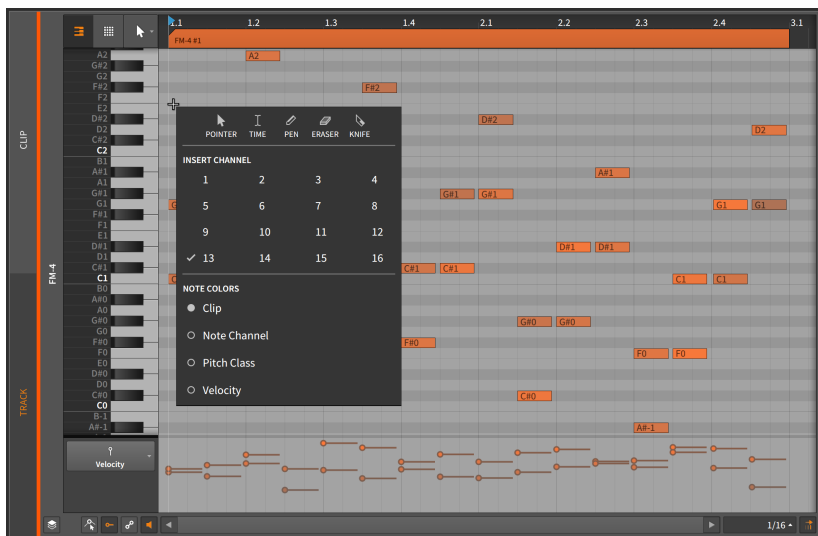 1.1 1.2 1.3 1.4 2.1 2.2 2.3 2.4 3.1
FM-4 #1
A2 A2
G#2
G2
F#2 F#2
F2
E2
D#2 D#2
D2 D2
C#2
C2
B1
A#1 A#1
A1
G#1 G#1 G#1
G1 G G1 G1
F#1
F1
E1
D#1 D#1 D#1
D1
C#1 C#1 C#1
C1 C C1 C1
B0
A#0
A0
G#0 G#0 G#0
G0
F#0 F#0
F0 F0 F0
E0
D#0
D0
C#0 C#0
C0
B-1
A#-1 A#-1
CLIP
TRACK
FM-4
POINTER TIME PEN ERASER KNIFE
INSERT CHANNEL
1 2 3 4
5 6 7 8
9 10 11 12
13 14 15 16
NOTE COLORS
Clip
Note Channel
Pitch Class
Velocity
Velocity
1/16